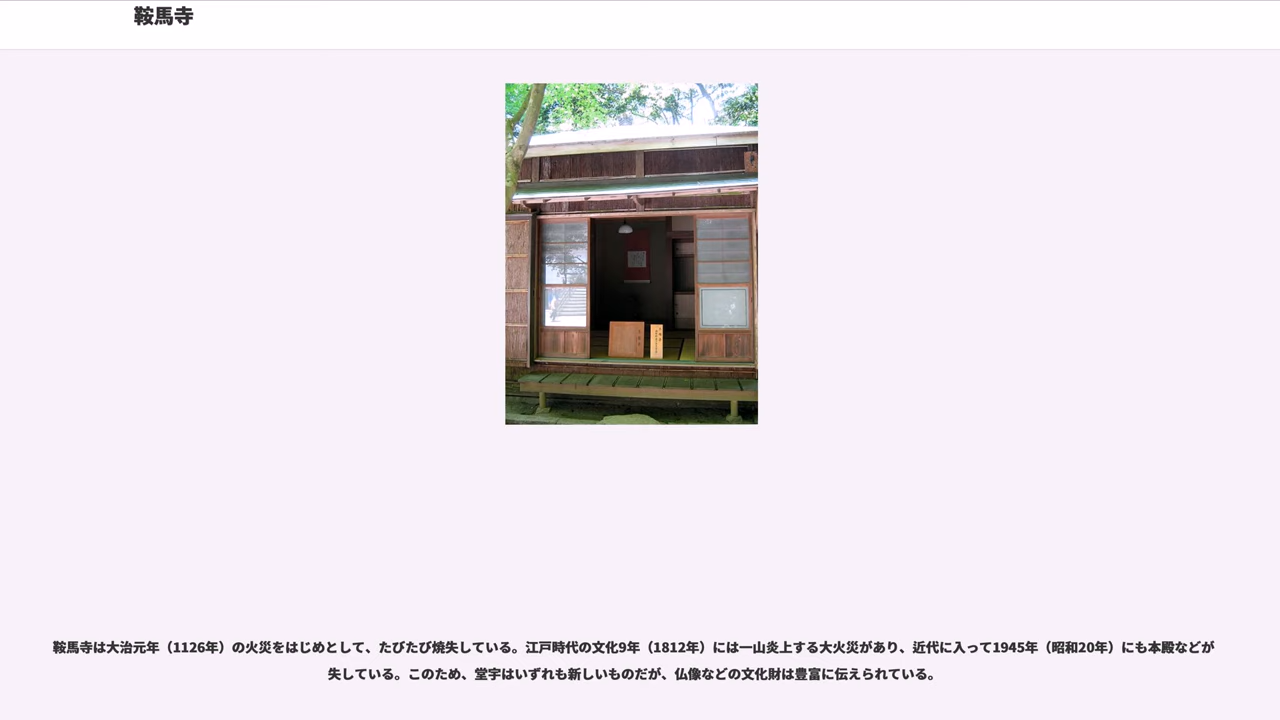 鞍馬寺
鞍馬寺は大治元年（1126年）の火災をはじめとして、たびたび焼失している。江戸時代の文化9年（1812年）には一山炎上する大火災があり、近代に入って1945年（昭和20年）にも本殿などが
失している。このため、堂宇はいずれも新しいものだが、仏像などの文化財は豊富に伝えられている。